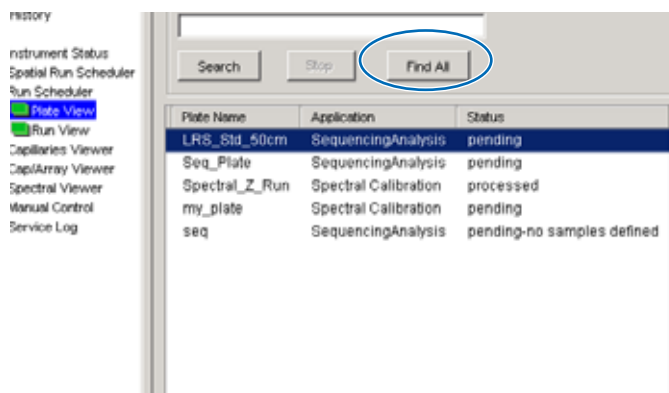 History
nstrument Status
Spatial Run Scheduler
Run Scheduler
Plate View
Run View
Capillaries Viewer
Cap/Array Viewer
Spectral Viewer
Manual Control
Service Log
Search Stop Find All
Plate Name Application Status
LRS_Std_50cm SequencingAnalysis pending
Seq_Plate SequencingAnalysis pending
Spectral_Z_Run Spectral Calibration processed
my_plate Spectral Calibration pending
seq SequencingAnalysis pending-no samples defined